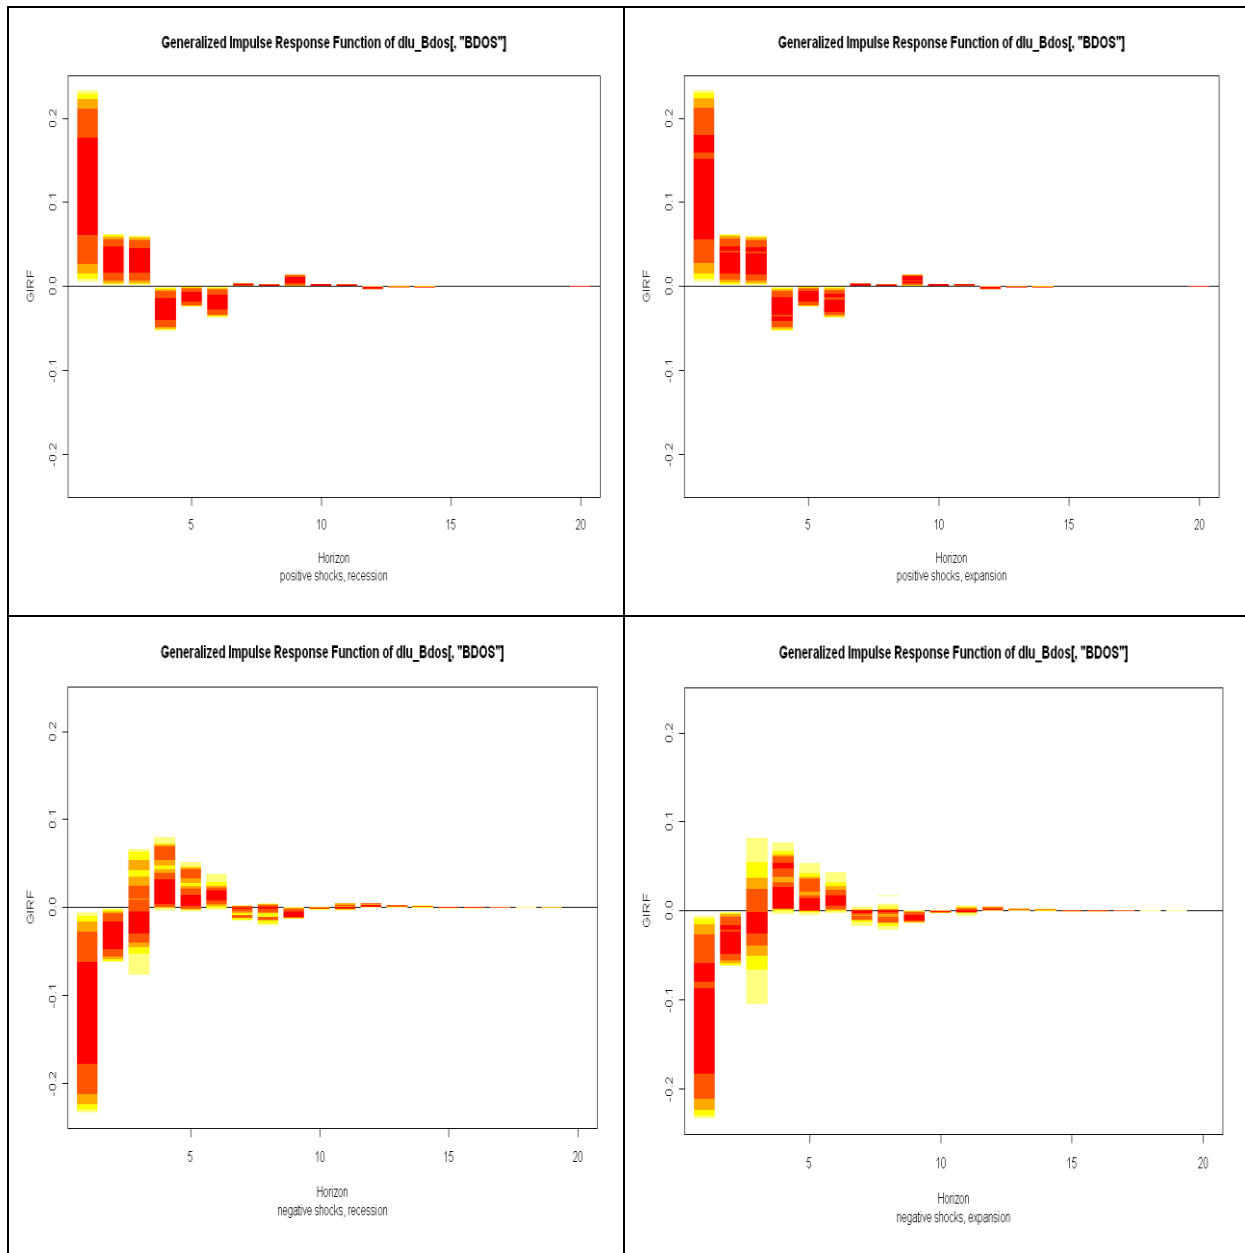 Generalized Impulse Response Function of dlu_Bdos[, "BDOS"]
GIRF
0.2
0.1
0.0
-0.1
-0.2
5
10
15
20
Horizon
positive shocks, recession
Generalized Impulse Response Function of dlu_Bdos[, "BDOS"]
GIRF
0.2
0.1
0.0
-0.1
-0.2
5
10
15
20
Horizon
positive shocks, expansion
Generalized Impulse Response Function of dlu_Bdos[, "BDOS"]
GIRF
0.2
0.1
0.0
-0.1
-0.2
5
10
15
20
Horizon
negative shocks, recession
Generalized Impulse Response Function of dlu_Bdos[, "BDOS"]
GIRF
0.2
0.1
0.0
-0.1
-0.2
5
10
15
20
Horizon
negative shocks, expansion